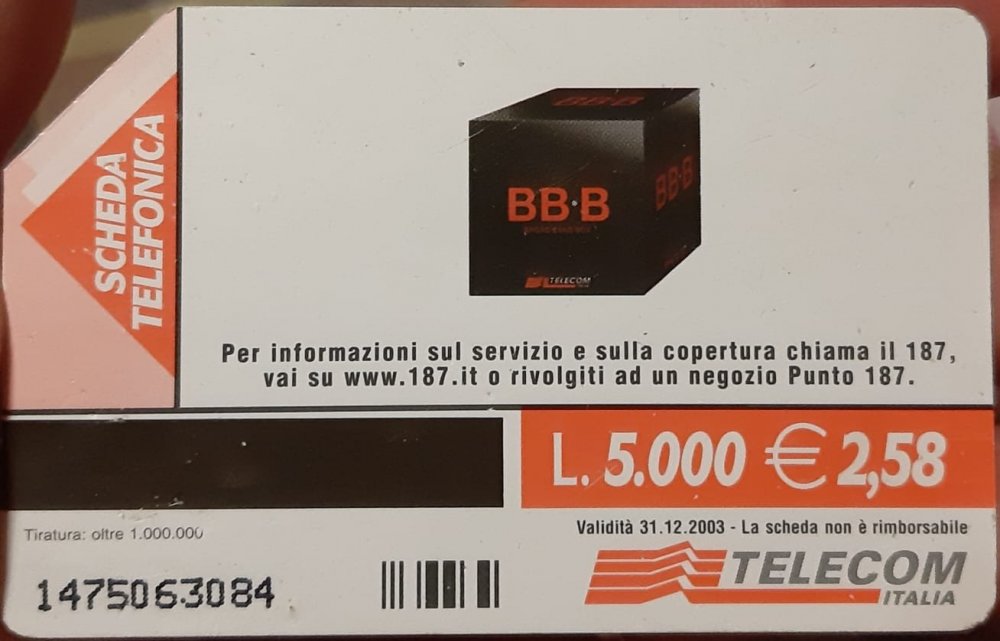 SCHEDA
TELEFONICA
BB·B
BB·B
BB·B
TELECOM
Per informazioni sul servizio e sulla copertura chiama il 187,
vai su www.187.it o rivolgiti ad un negozio Punto 187.
L. 5.000 € 2,58
Tiratura: oltre 1.000.000
Validità 31.12.2003 - La scheda non è rimborsabile
1475063084
TELECOM
ITALIA